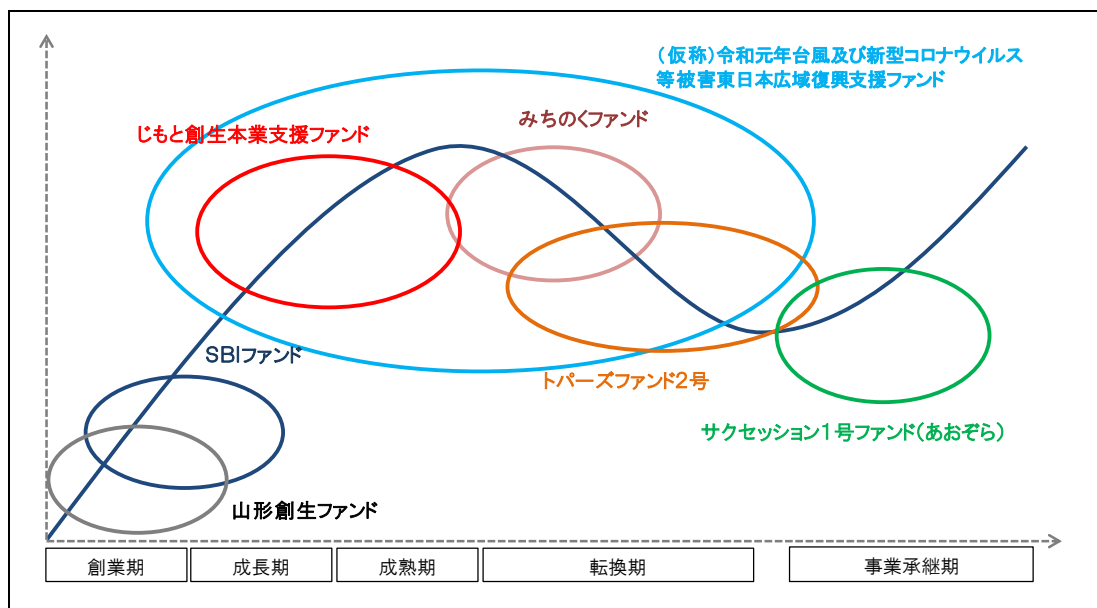 (仮称)令和元年台風及び新型コロナウイルス
等被害東日本広域復興支援ファンド
みちのくファンド
じもと創生本業支援ファンド
SBIファンド
トパーズファンド2号
サクセッション1号ファンド(あおぞら)
山形創生ファンド
創業期
成長期
成熟期
転換期
事業承継期